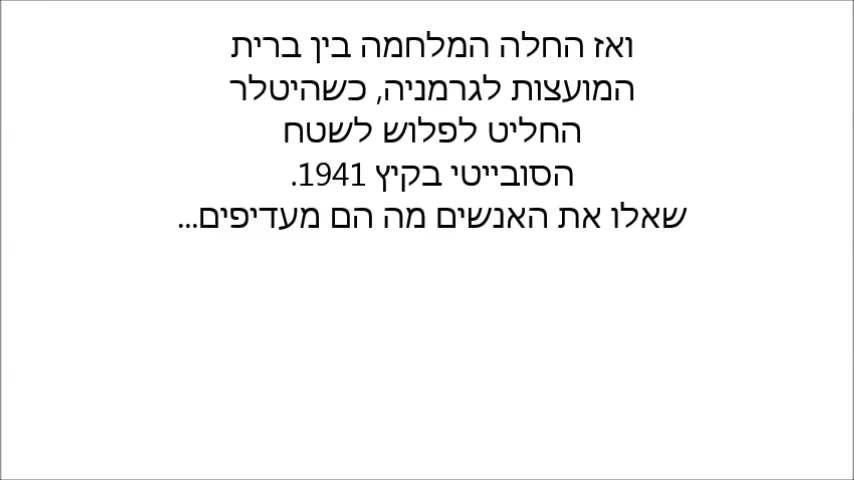 ואז החלה המלחמה בין ברית
המועצות לגרמניה, כשהיטלר
החליט לפלוש לשטח
הסובייטי בקיץ 1941.
שאלו את האנשים מה הם מעדיפים...